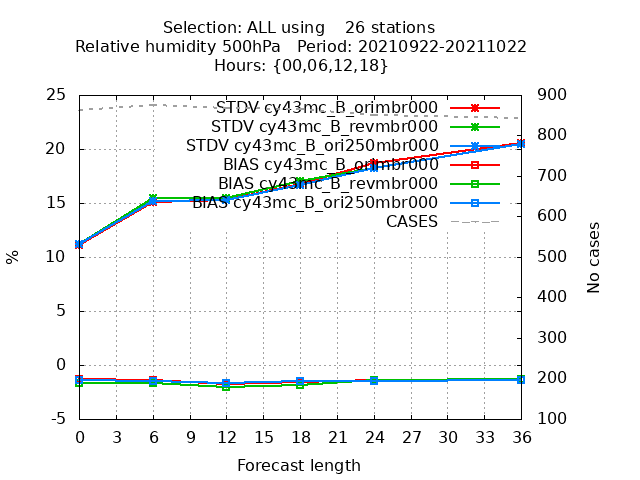 Selection: ALL using    26 stations
Relative humidity 500hPa   Period: 20210922-20211022
Hours: {00,06,12,18}
25
20
15
10
5
0
-5
%
900
800
700
600
500
400
300
200
100
No cases
STDV cy43mc_B_orimbr000
STDV cy43mc_B_revmbr000
STDV cy43mc_B_ori250mbr000
BIAS cy43mc_B_orimbr000
BIAS cy43mc_B_revmbr000
BIAS cy43mc_B_ori250mbr000
CASES
0 3 6 9 12 15 18 21 24 27 30 33 36
Forecast length